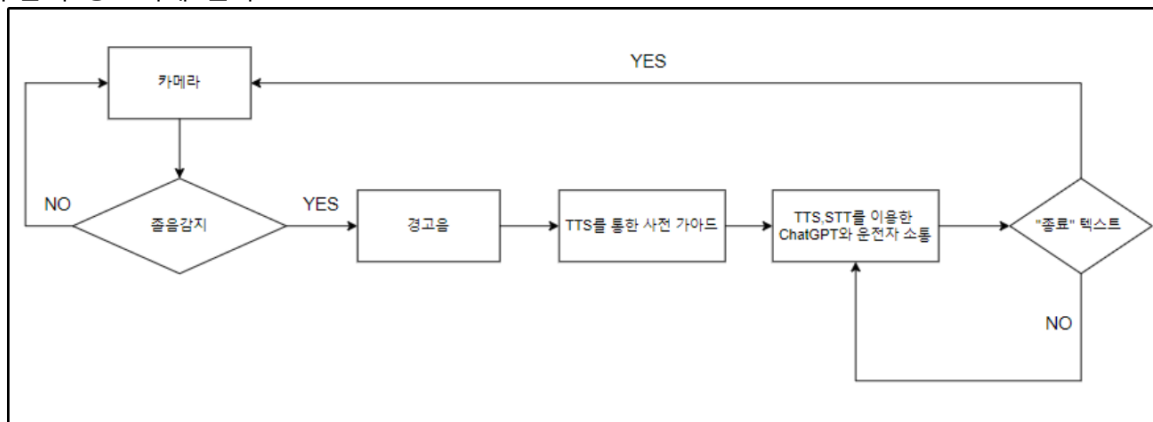 카메라
YES
NO
졸음감지
YES
경고음
TTS를 통한 사전 가아드
TTS,STT를 이용한
ChatGPT와 운전자 소통
"종료" 텍스트
NO